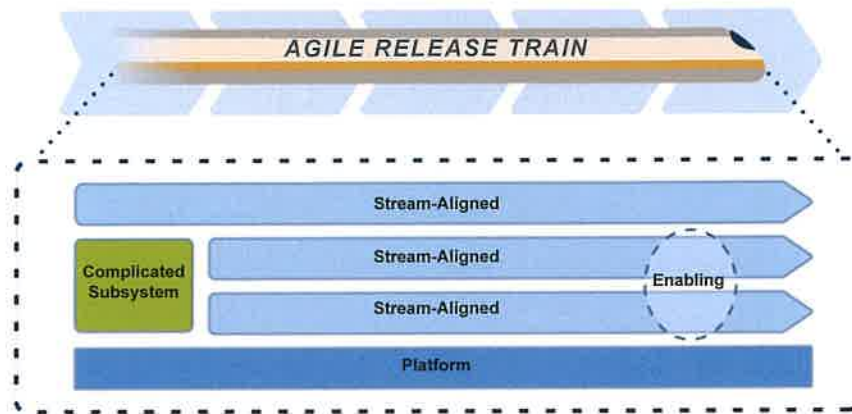 AGILE RELEASE TRAIN
Stream-Aligned
Complicated
Subsystem
Stream-Aligned
Enabling
Stream-Aligned
Platform